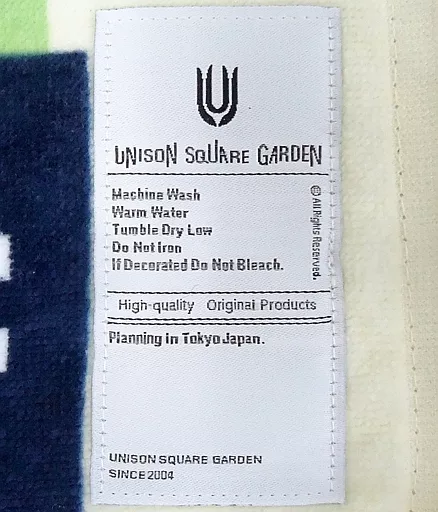 UNISON SQUARE GARDEN
Machine Wash
Warm Water
Tumble Dry Low
Do Not Iron
If Decorated Do Not Bleach.
© All Rights Reserved.
High-quality Original Products
Planning in Tokyo Japan.
UNISON SQUARE GARDEN
SINCE 2004